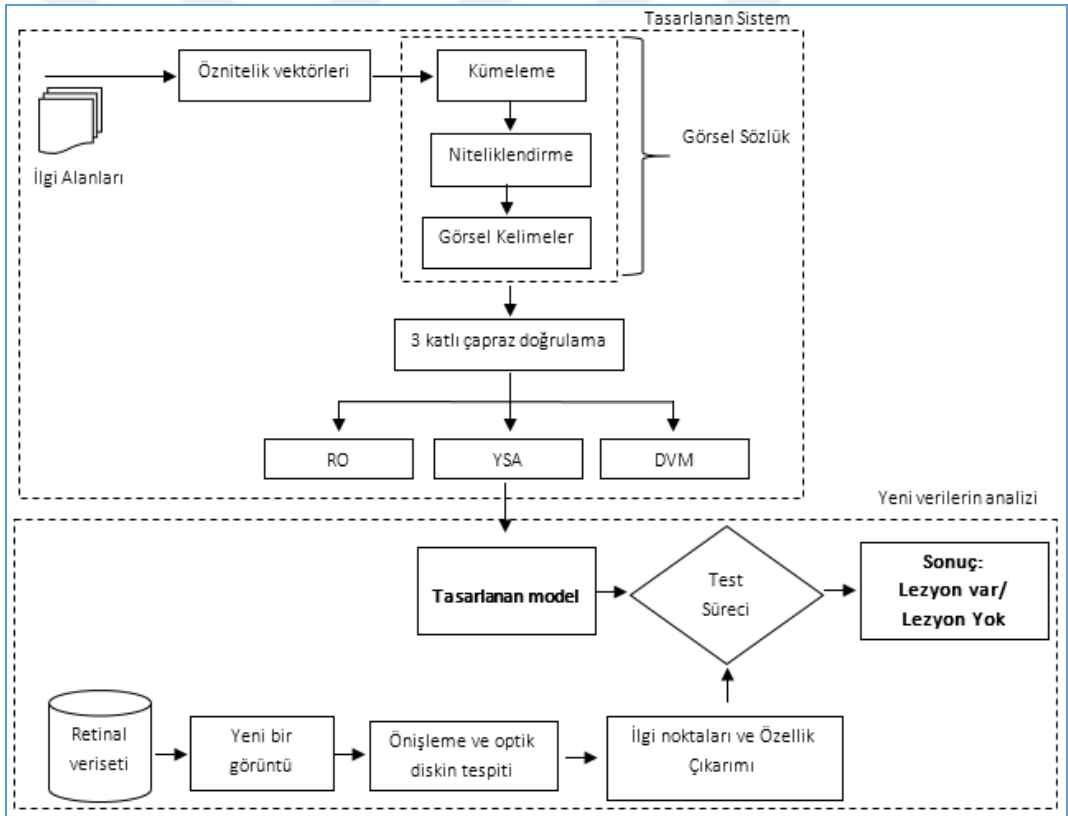 Tasarlanan Sistem
Öznitelik vektörleri
Kümeleme
Görsel Sözlük
Niteliklendirme
İlgi Alanları
Görsel Kelimeler
3 katlı çapraz doğrulama
RO
YSA
DVM
Yeni verilerin analizi
Tasarlanan model
Test
Süreci
Sonuç:
Lezyon var/
Lezyon Yok
Retinal
veriseti
Yeni bir
görüntü
Önişleme ve optik
diskin tespiti
İlgi noktaları ve Özellik
Çıkarımı